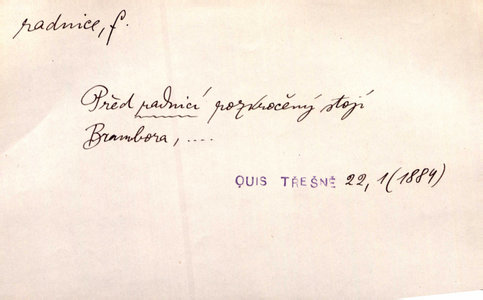 radnice, f.
Před radnicí rozkročený stojí
Brambora, ....
QUIS TŘEŠNĚ 22, 1 (1884)